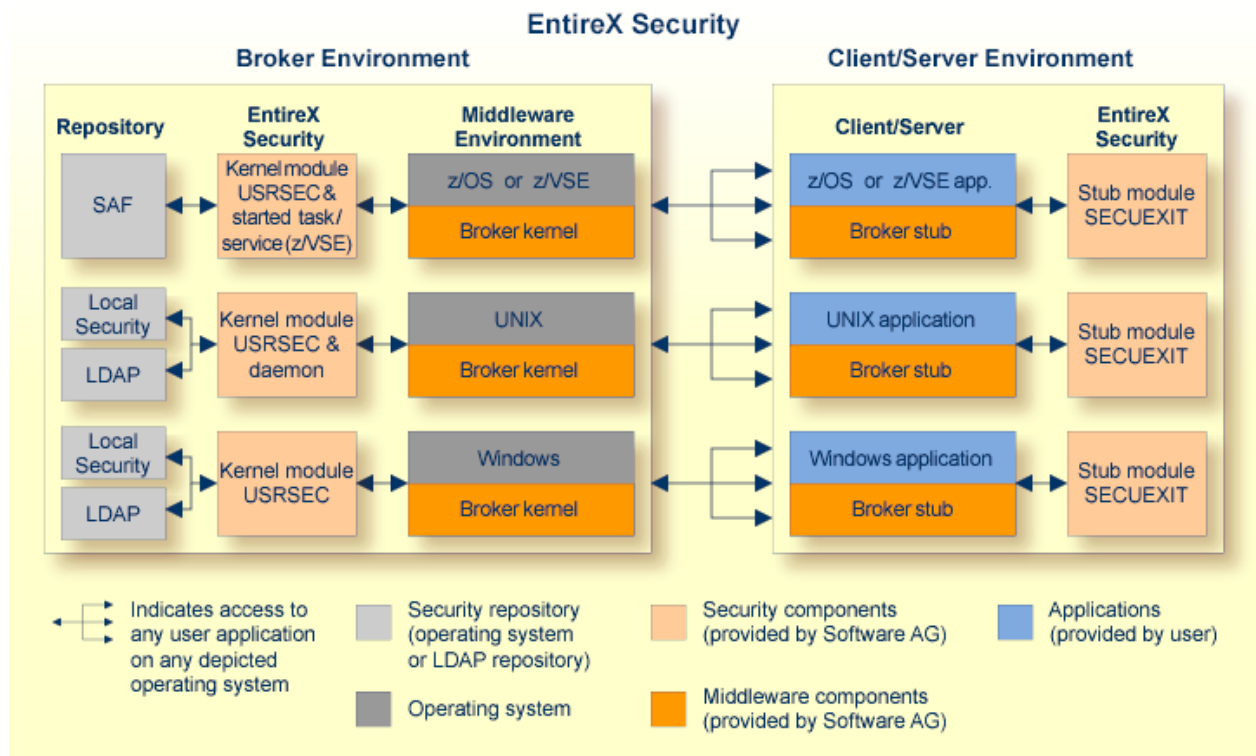 EntireX Security
Broker Environment
Client/Server Environment
Repository
EntireX
Security
Middleware
Environment
Client/Server
EntireX
Security
SAF
Kernel module
USRSEC &
started task/
service (z/VSE)
z/OS or z/VSE
Broker kernel
z/OS or z/VSE app.
Broker stub
Stub module
SECUEXIT
Local
Security
LDAP
Kernel module
USRSEC &
daemon
UNIX
Broker kernel
UNIX application
Broker stub
Stub module
SECUEXIT
Local
Security
LDAP
Kernel module
USRSEC
Windows
Broker kernel
Windows application
Broker stub
Stub module
SECUEXIT
Indicates access to
any user application
on any depicted
operating system
Security repository
(operating system
or LDAP repository)
Security components
(provided by Software AG)
Applications
(provided by user)
Operating system
Middleware components
(provided by Software AG)